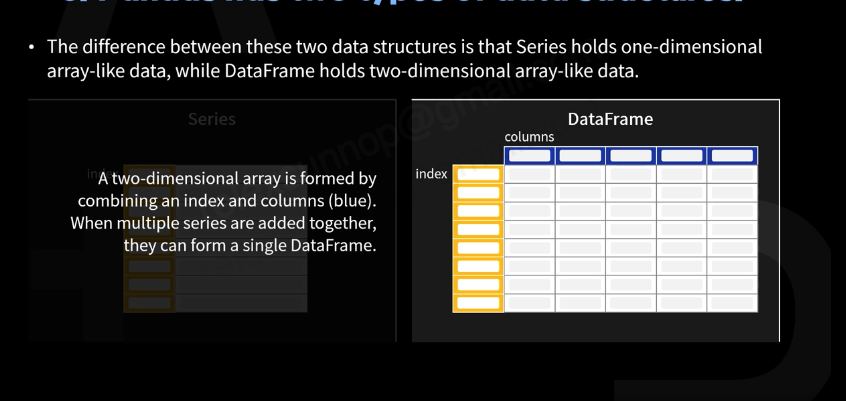 • The difference between these two data structures is that Series holds one-dimensional
array-like data, while DataFrame holds two-dimensional array-like data.
Series
index
A two-dimensional array is formed by
combining an index and columns (blue).
When multiple series are added together,
they can form a single DataFrame.
DataFrame
columns
index